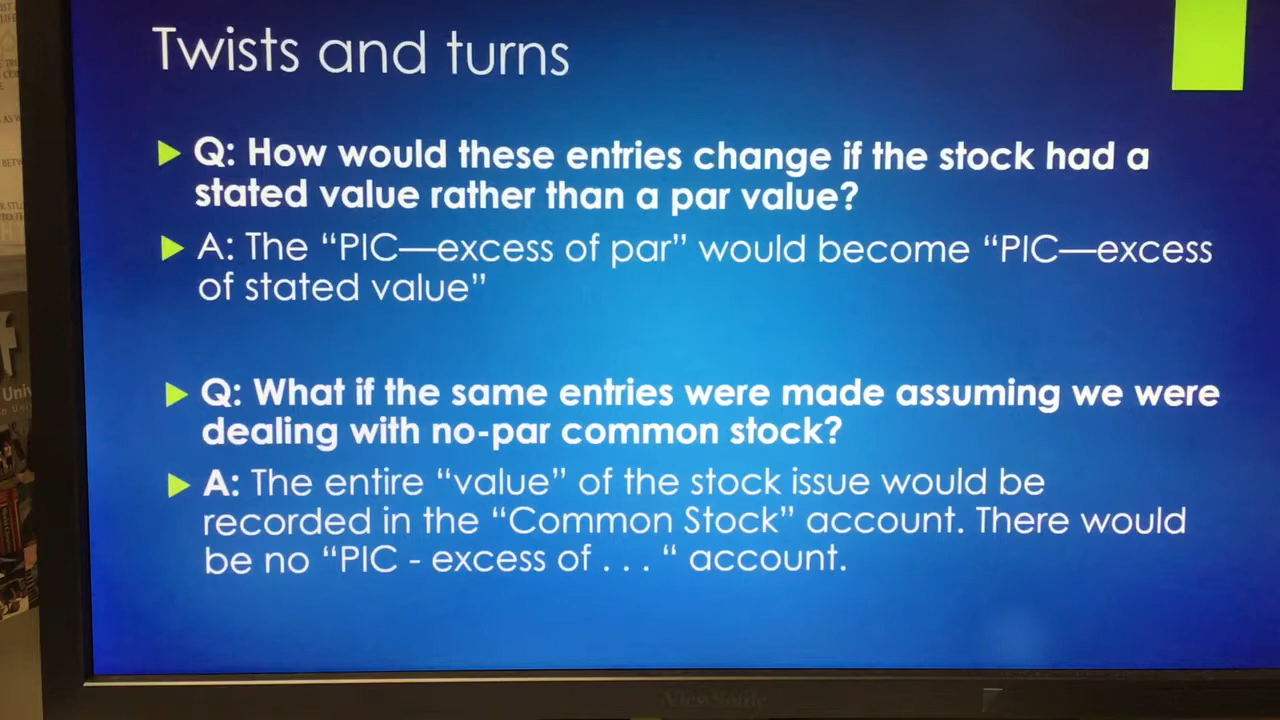 Twists and turns
Q: How would these entries change if the stock had a
stated value rather than a par value?
A: The “PIC—excess of par” would become “PIC—excess
of stated value”
Q: What if the same entries were made assuming we were
dealing with no-par common stock?
A: The entire “value” of the stock issue would be
recorded in the “Common Stock” account. There would
be no “PIC - excess of . . . “ account.
ViewSonic